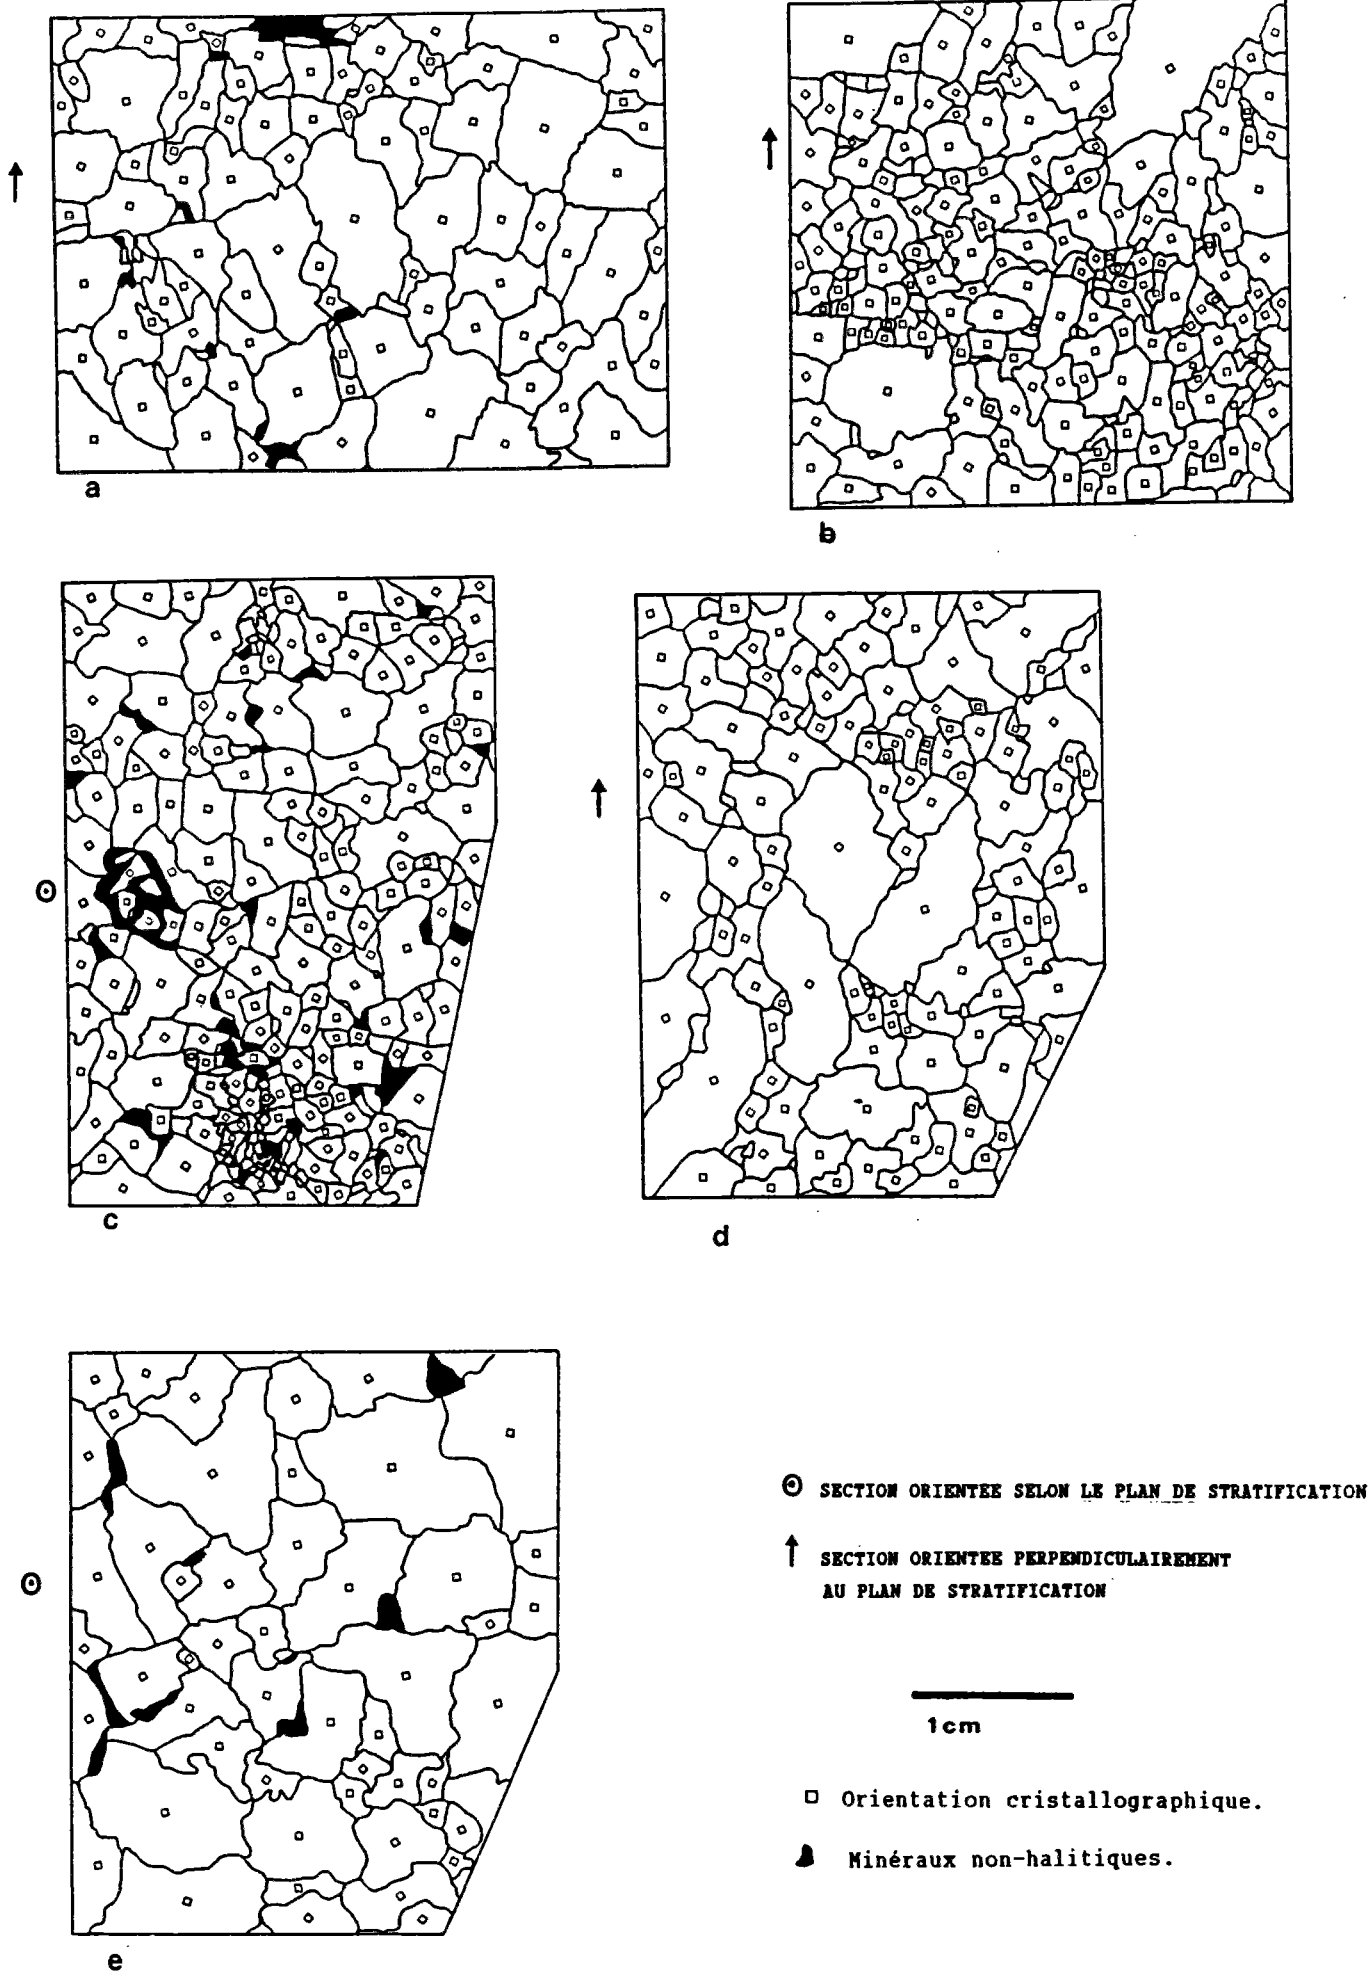 a
b
c
d
SECTION ORIENTEE SELON LE PLAN DE STRATIFICATION
SECTION ORIENTEE PERPENDICULAIREMENT
AU PLAN DE STRATIFICATION
1cm
Orientation cristallographique.
Minéraux non-halitiques.
e